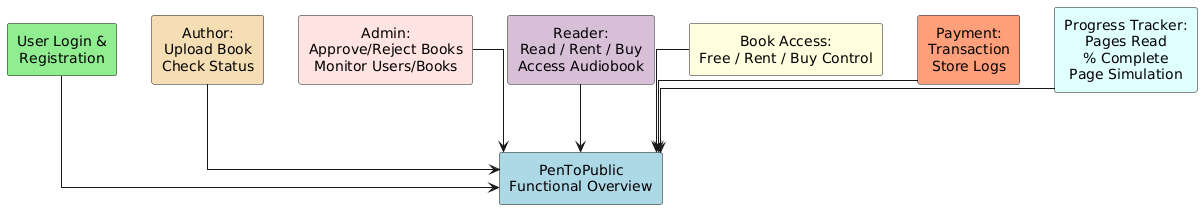 User Login &
Registration
Author:
Upload Book
Check Status
Admin:
Approve/Reject Books
Monitor Users/Books
Reader:
Read / Rent / Buy
Access Audiobook
Book Access:
Free / Rent / Buy Control
Payment:
Transaction
Store Logs
Progress Tracker:
Pages Read
% Complete
Page Simulation
PenToPublic
Functional Overview